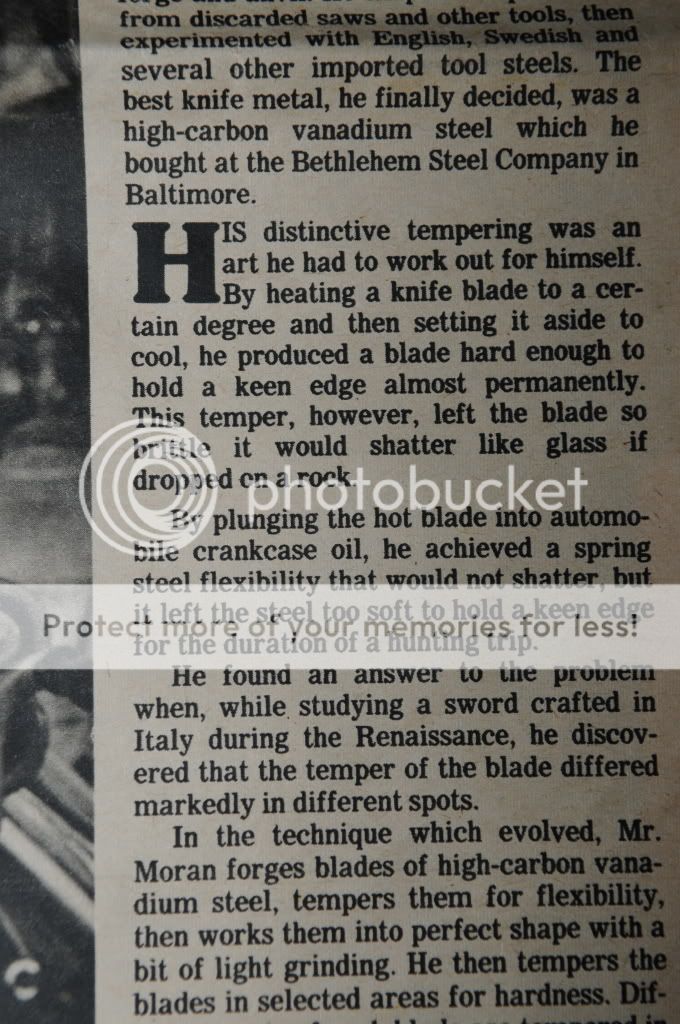 from discarded saws and other tools, then
experimented with English, Swedish and
several other imported tool steels. The
best knife metal, he finally decided, was a
high-carbon vanadium steel which he
bought at the Bethlehem Steel Company in
Baltimore.
HIS distinctive tempering was an
art he had to work out for himself.
By heating a knife blade to a cer-
tain degree and then setting it aside to
cool, he produced a blade hard enough to
hold a keen edge almost permanently.
This temper, however, left the blade so
brittle it would shatter like glass if
dropped on a rock.
photobucket
By plunging the hot blade into automo-
bile crankcase oil, he achieved a spring
steel flexibility that would not shatter, but
it left the steel too soft to hold a keen edge
Protect more of your memories for less!
for the duration of a hunting trip.
He found an answer to the problem
when, while studying a sword crafted in
Italy during the Renaissance, he discov-
ered that the temper of the blade differed
markedly in different spots.
In the technique which evolved, Mr.
Moran forges blades of high-carbon vana-
dium steel, tempers them for flexibility,
then works them into perfect shape with a
bit of light grinding. He then tempers the
blades in selected areas for hardness. Dif-